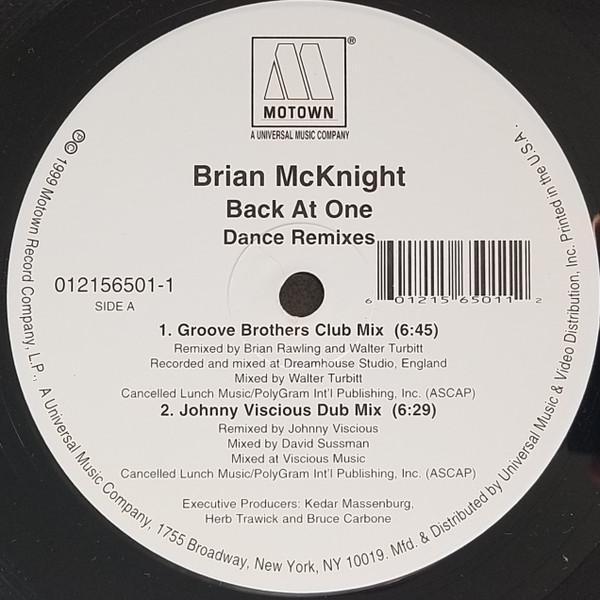 ®
MOTOWN
A UNIVERSAL MUSIC COMPANY
Brian McKnight
Back At One
Dance Remixes
012156501-1
SIDE A
6 01215 65011 2
1. Groove Brothers Club Mix (6:45)
Remixed by Brian Rawling and Walter Turbitt
Recorded and mixed at Dreamhouse Studio, England
Mixed by Walter Turbitt
Cancelled Lunch Music/PolyGram Int'l Publishing, Inc. (ASCAP)
2. Johnny Viscious Dub Mix (6:29)
Remixed by Johnny Viscious
Mixed by David Sussman
Mixed at Viscious Music
Cancelled Lunch Music/PolyGram Int'l Publishing, Inc. (ASCAP)
Executive Producers: Kedar Massenburg,
Herb Trawick and Bruce Carbone
℗© 1999 Motown Record Company, L.P., A Universal Music Company, 1755 Broadway, New York, NY 10019. Mfd. & Distributed by Universal Music & Video Distribution, Inc. Printed in the U.S.A.